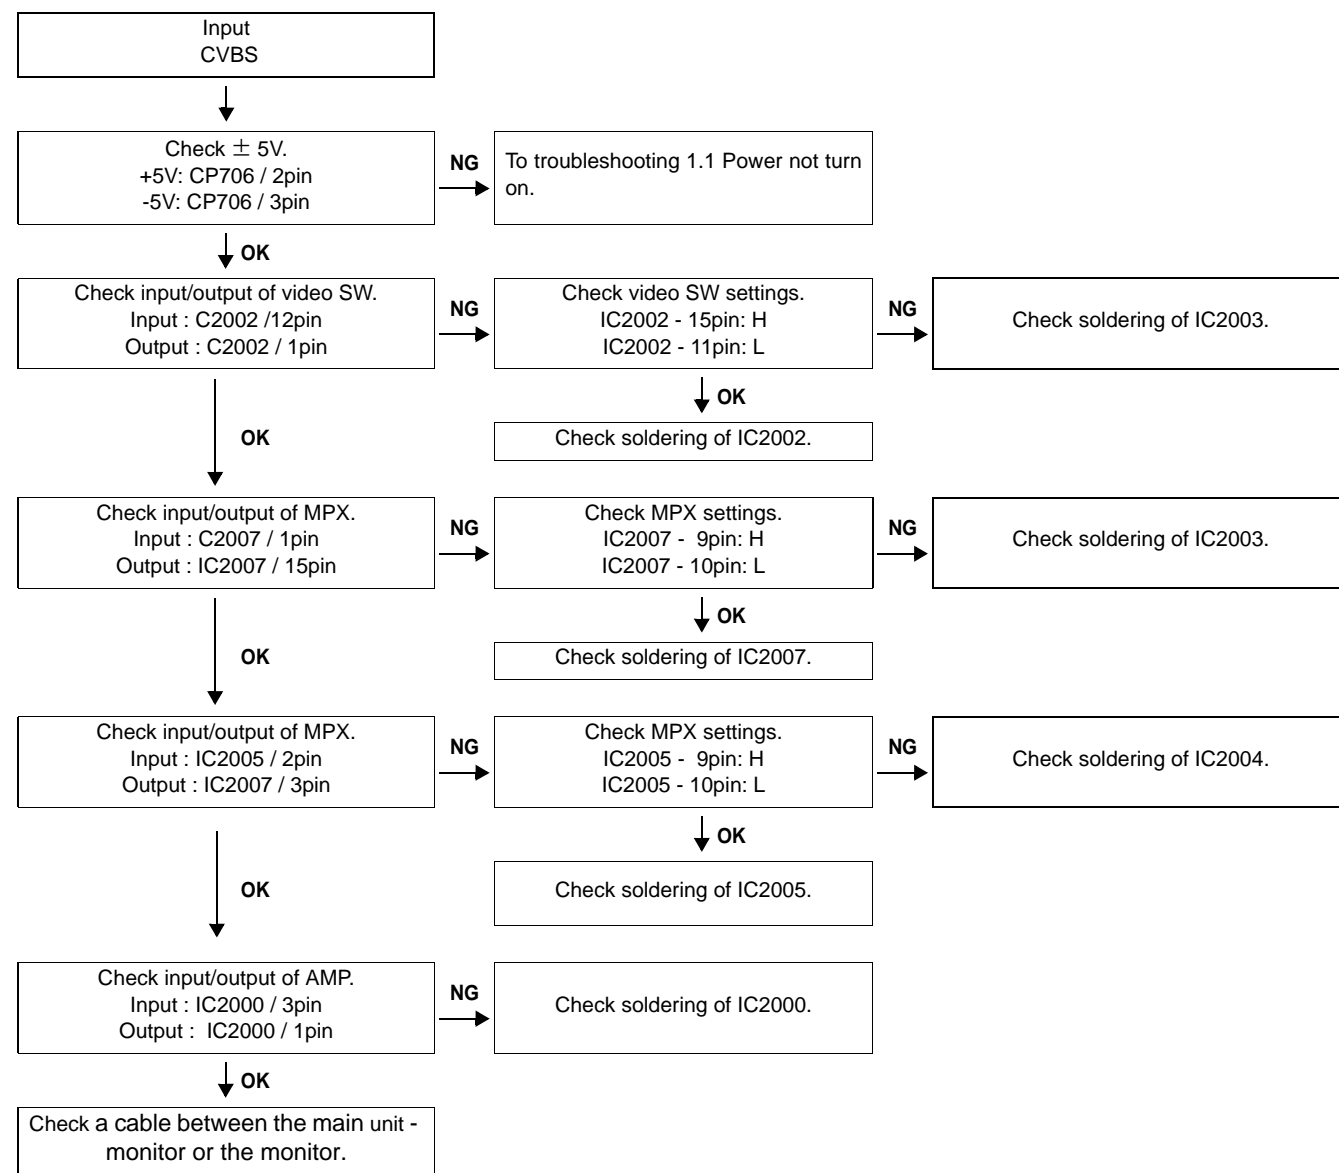 Input
CVBS
Check ± 5V.
+5V: CP706 / 2pin
-5V: CP706 / 3pin
NG
To troubleshooting 1.1 Power not turn
on.
OK
Check input/output of video SW.
Input : C2002 /12pin
Output : C2002 / 1pin
NG
Check video SW settings.
IC2002 - 15pin: H
IC2002 - 11pin: L
NG
Check soldering of IC2003.
OK
Check soldering of IC2002.
OK
Check input/output of MPX.
Input : C2007 / 1pin
Output : IC2007 / 15pin
NG
Check MPX settings.
IC2007 -  9pin: H
IC2007 - 10pin: L
NG
Check soldering of IC2003.
OK
Check soldering of IC2007.
OK
Check input/output of MPX.
Input : IC2005 / 2pin
Output : IC2007 / 3pin
NG
Check MPX settings.
IC2005 -  9pin: H
IC2005 - 10pin: L
NG
Check soldering of IC2004.
OK
Check soldering of IC2005.
OK
Check input/output of AMP.
Input : IC2000 / 3pin
Output :  IC2000 / 1pin
NG
Check soldering of IC2000.
OK
Check a cable between the main unit -
monitor or the monitor.